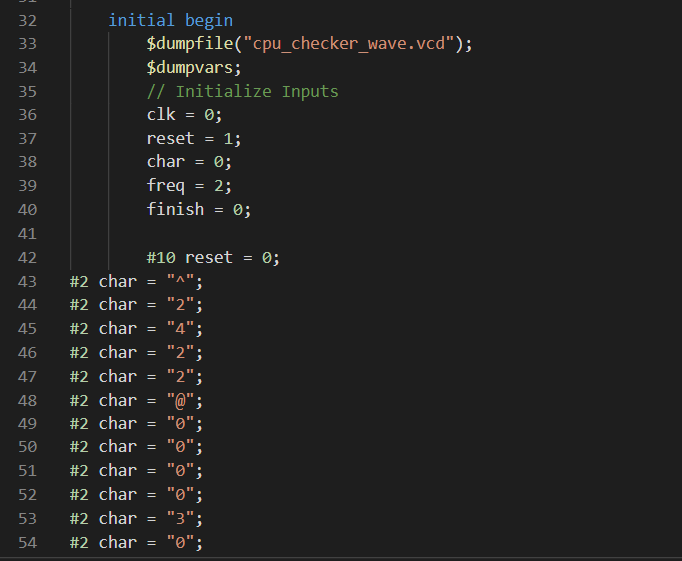 32 initial begin
33 $dumpfile("cpu_checker_wave.vcd");
34 $dumpvars;
35 // Initialize Inputs
36 clk = 0;
37 reset = 1;
38 char = 0;
39 freq = 2;
40 finish = 0;
41
42 #10 reset = 0;
43 #2 char = "^";
44 #2 char = "2";
45 #2 char = "4";
46 #2 char = "2";
47 #2 char = "2";
48 #2 char = "@";
49 #2 char = "0";
50 #2 char = "0";
51 #2 char = "0";
52 #2 char = "0";
53 #2 char = "3";
54 #2 char = "0";